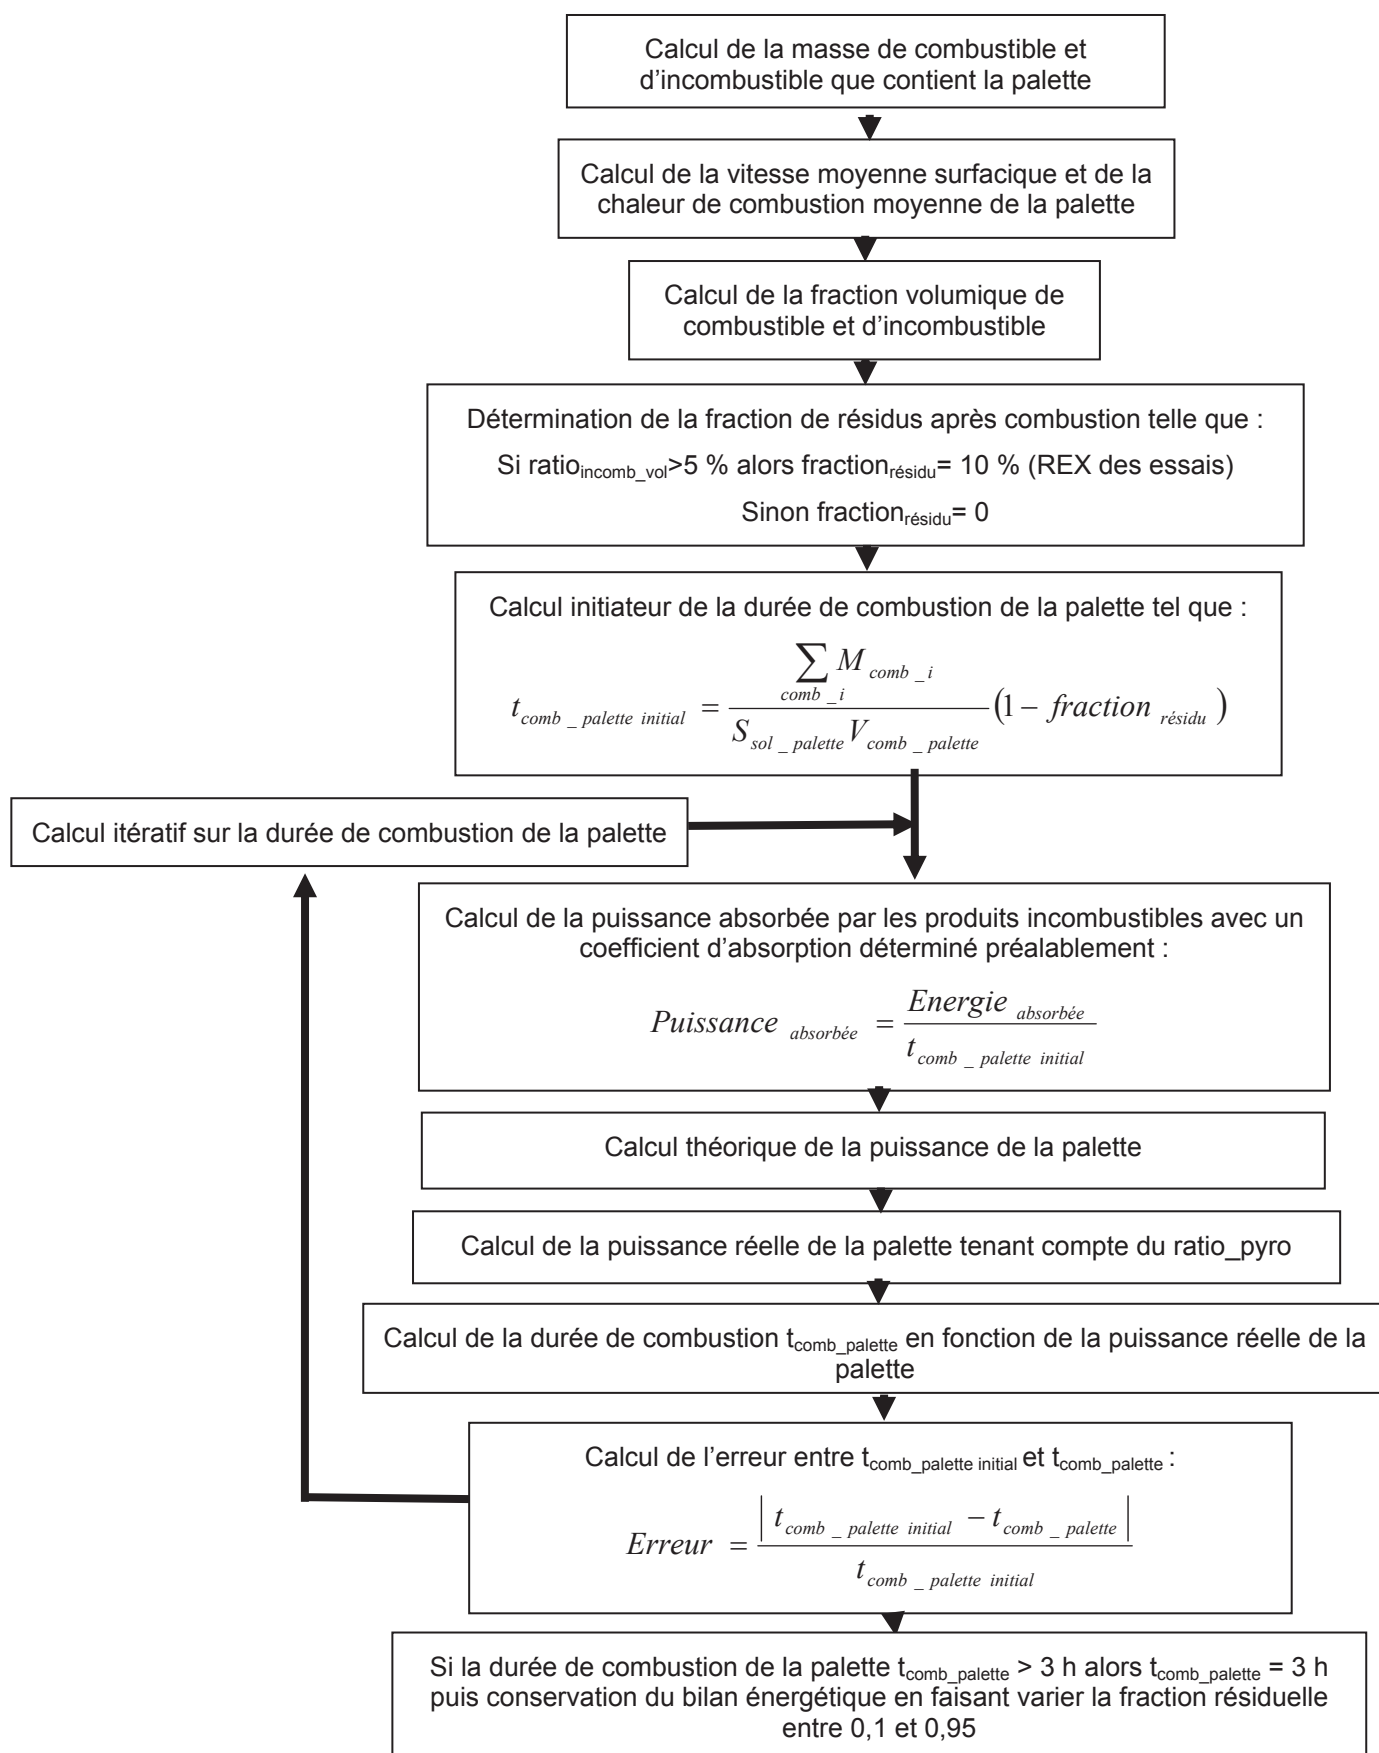 Calcul de la masse de combustible et
d’incombustible que contient la palette
Calcul de la vitesse moyenne surfacique et de la
chaleur de combustion moyenne de la palette
Calcul de la fraction volumique de
combustible et d’incombustible
Détermination de la fraction de résidus après combustion telle que :
Si ratio_incomb_vol>5 % alors fraction_résidu= 10 % (REX des essais)
Sinon fraction_résidu= 0
Calcul initiateur de la durée de combustion de la palette tel que :
t_comb_palette initial = ∑_comb_i M_comb_i / S_sol_palette V_comb_palette (1 − fraction_résidu)
Calcul itératif sur la durée de combustion de la palette
Calcul de la puissance absorbée par les produits incombustibles avec un
coefficient d’absorption déterminé préalablement :
Puissance_absorbée = Energie_absorbée / t_comb_palette initial
Calcul théorique de la puissance de la palette
Calcul de la puissance réelle de la palette tenant compte du ratio_pyro
Calcul de la durée de combustion t_comb_palette en fonction de la puissance réelle de la
palette
Calcul de l’erreur entre t_comb_palette initial et t_comb_palette :
Erreur = | t_comb_palette initial − t_comb_palette | / t_comb_palette initial
Si la durée de combustion de la palette t_comb_palette > 3 h alors t_comb_palette = 3 h
puis conservation du bilan énergétique en faisant varier la fraction résiduelle
entre 0,1 et 0,95